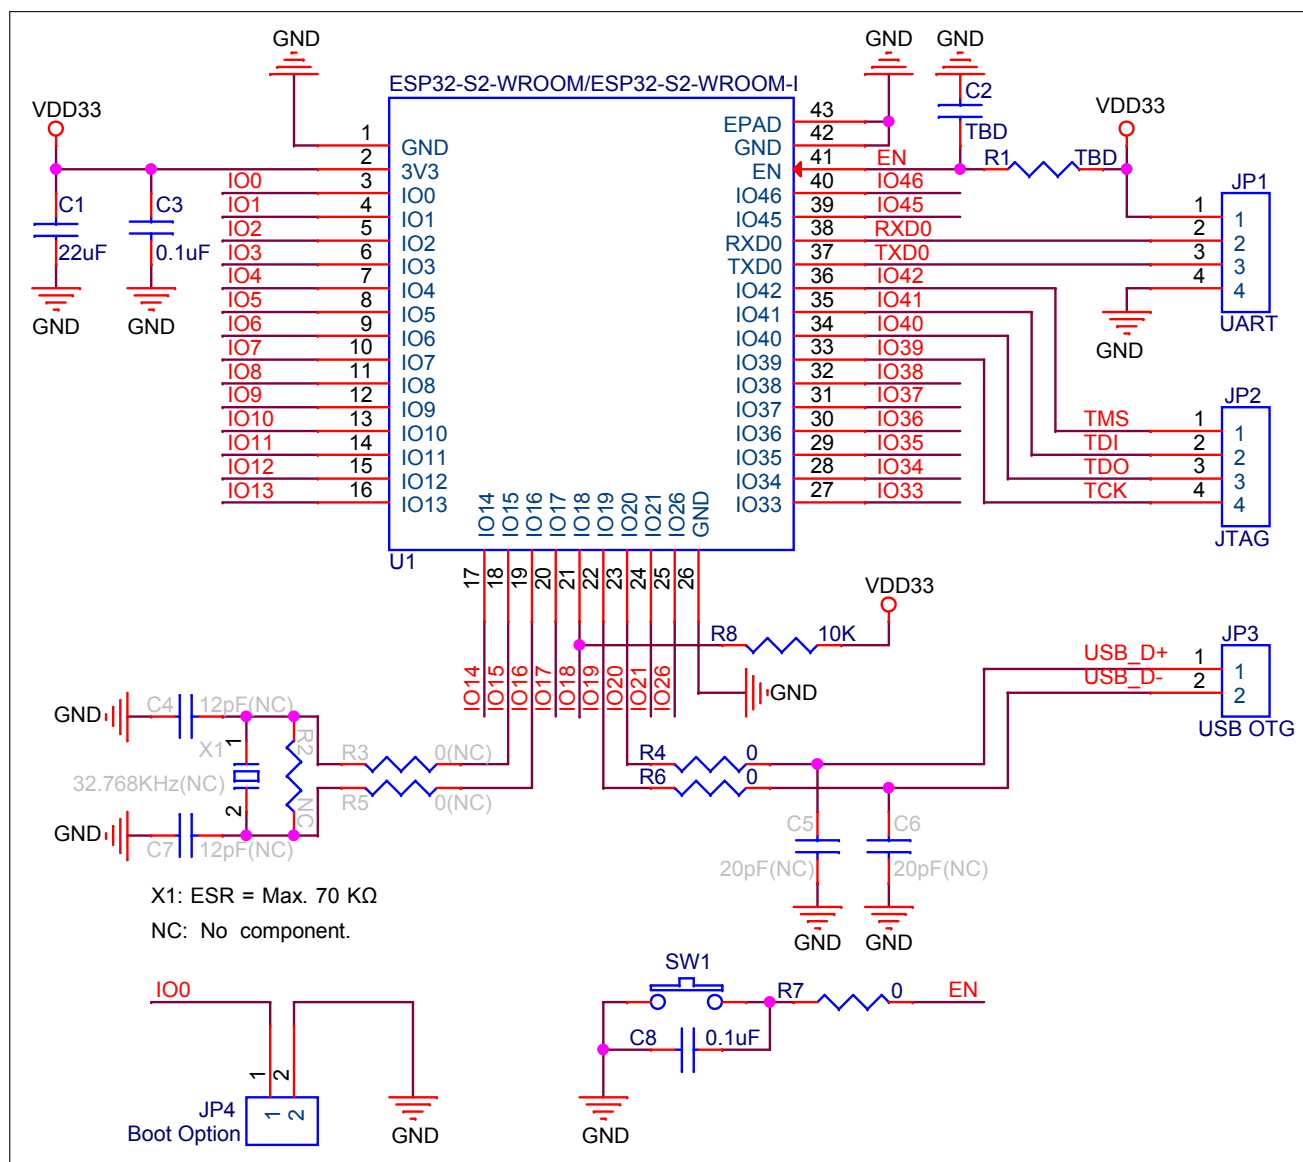 GND
GND
GND
ESP32-S2-WROOM/ESP32-S2-WROOM-I
C2
TBD
VDD33
VDD33
R1
TBD
C1
22uF
C3
0.1uF
GND
GND
1 GND
2 3V3
IO0 3 IO0
IO1 4 IO1
IO2 5 IO2
IO3 6 IO3
IO4 7 IO4
IO5 8 IO5
IO6 9 IO6
IO7 10 IO7
IO8 11 IO8
IO9 12 IO9
IO10 13 IO10
IO11 14 IO11
IO12 15 IO12
IO13 16 IO13
EPAD 43
GND 42
EN 41 EN
IO46 40 IO46
IO45 39 IO45
RXD0 38 RXD0
TXD0 37 TXD0
IO42 36 IO42
IO41 35 IO41
IO40 34 IO40
IO39 33 IO39
IO38 32 IO38
IO37 31 IO37
IO36 30 IO36
IO35 29 IO35
IO34 28 IO34
IO33 27 IO33
JP1
1 1
2 2
3 3
4 4
UART
GND
JP2
TMS 1 1
TDI 2 2
TDO 3 3
TCK 4 4
JTAG
U1
IO14 17 IO14
IO15 18 IO15
IO16 19 IO16
IO17 20 IO17
IO18 21 IO18
IO19 22 IO19
IO20 23 IO20
IO21 24 IO21
IO26 25 IO26
GND 26
GND
VDD33
R8 10K
JP3
USB_D+ 1 1
USB_D- 2 2
USB OTG
GND C4 12pF(NC)
X1
1
2
32.768KHz(NC)
R2
NC
R3 0(NC)
R5 0(NC)
GND C7 12pF(NC)
R4 0
R6 0
C5
20pF(NC)
C6
20pF(NC)
GND
GND
X1: ESR = Max. 70 KΩ
NC: No component.
IO0
1 2
1 2
JP4
Boot Option
GND
SW1
R7 0 EN
C8 0.1uF
GND